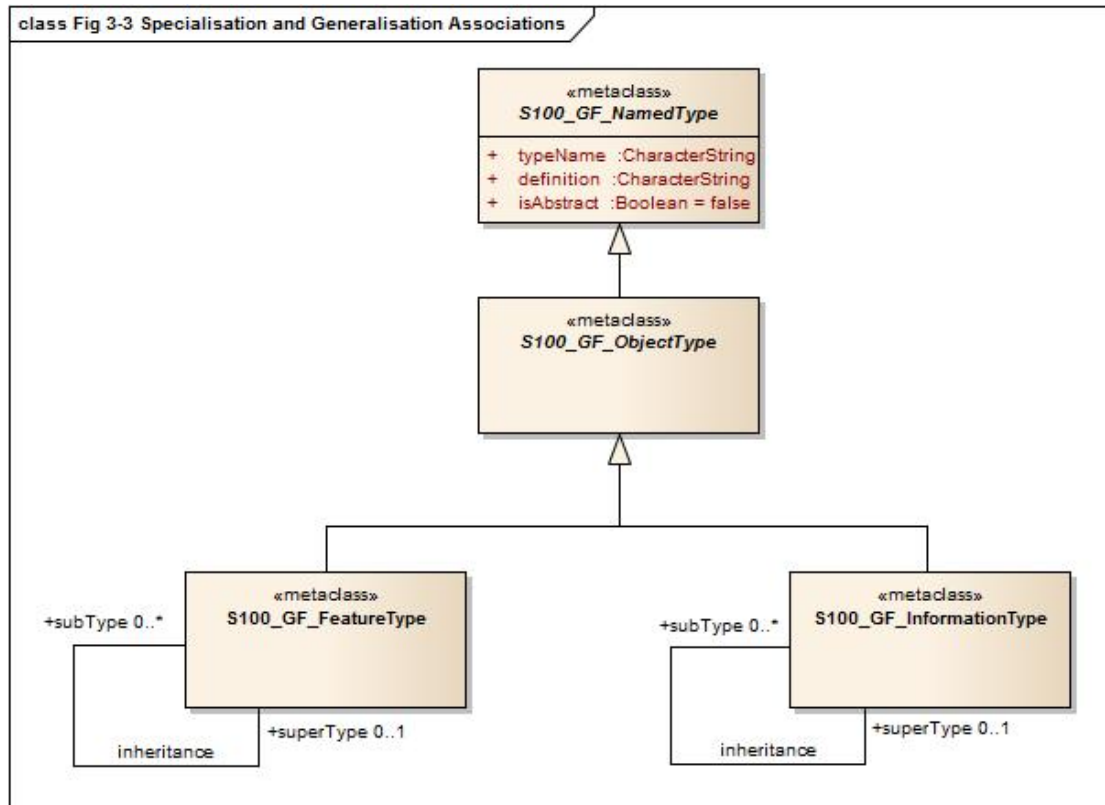 class Fig 3-3 Specialisation and Generalisation Associations
«metaclass»
S100_GF_NamedType
+ typeName :CharacterString
+ definition :CharacterString
+ isAbstract :Boolean = false
«metaclass»
S100_GF_ObjectType
«metaclass»
S100_GF_FeatureType
+subType 0..*
+superType 0..1
inheritance
«metaclass»
S100_GF_InformationType
+subType 0..*
+superType 0..1
inheritance